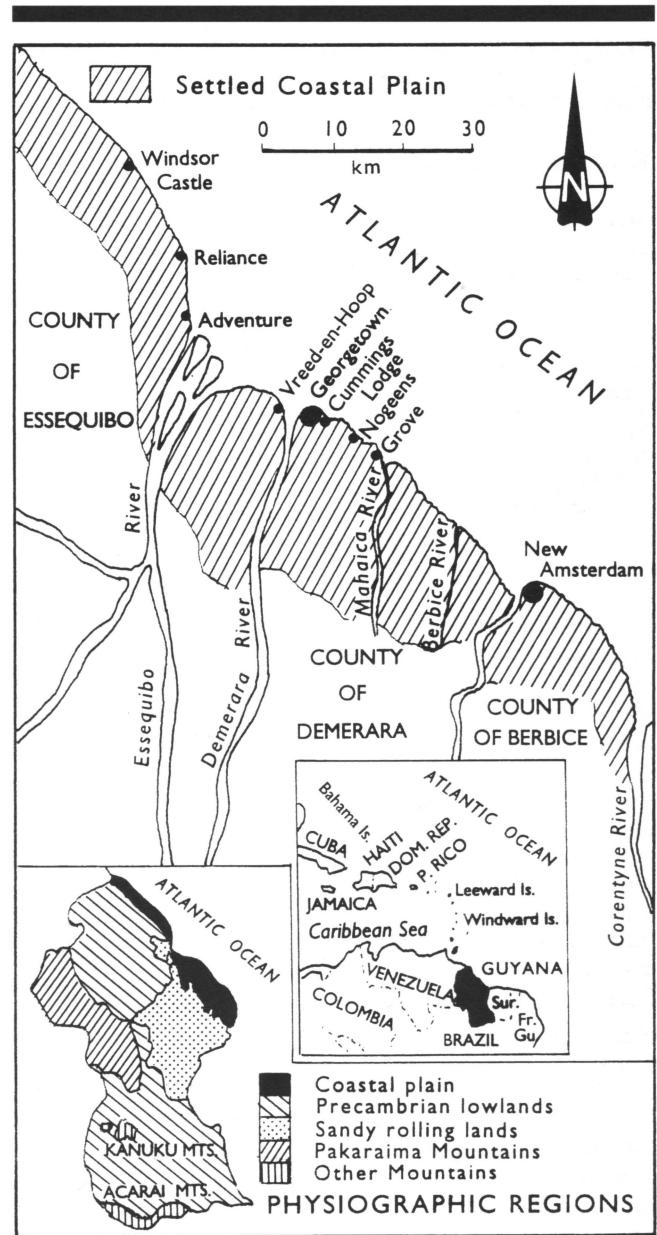 Settled Coastal Plain
0 10 20 30
km
N
Windsor
Castle
ATLANTIC OCEAN
Reliance
Adventure
COUNTY
OF
ESSEQUIBO
Vreed-en-Hoop
Georgetown
Cummings
Lodge
Nogeens
Grove
River
Essequibo
Demerara River
Mahaica River
Berbice River
New
Amsterdam
COUNTY
OF
DEMERARA
COUNTY
OF BERBICE
Corentyne River
ATLANTIC OCEAN
Bahama Is.
CUBA
HAITI
DOM. REP.
P. RICO
JAMAICA
Leeward Is.
Windward Is.
Caribbean Sea
VENEZUELA
GUYANA
COLOMBIA
Sur.
Fr.
Gu.
BRAZIL
ATLANTIC OCEAN
KANUKU MTS.
ACARAI MTS.
Coastal plain
Precambrian lowlands
Sandy rolling lands
Pakaraima Mountains
Other Mountains
PHYSIOGRAPHIC REGIONS